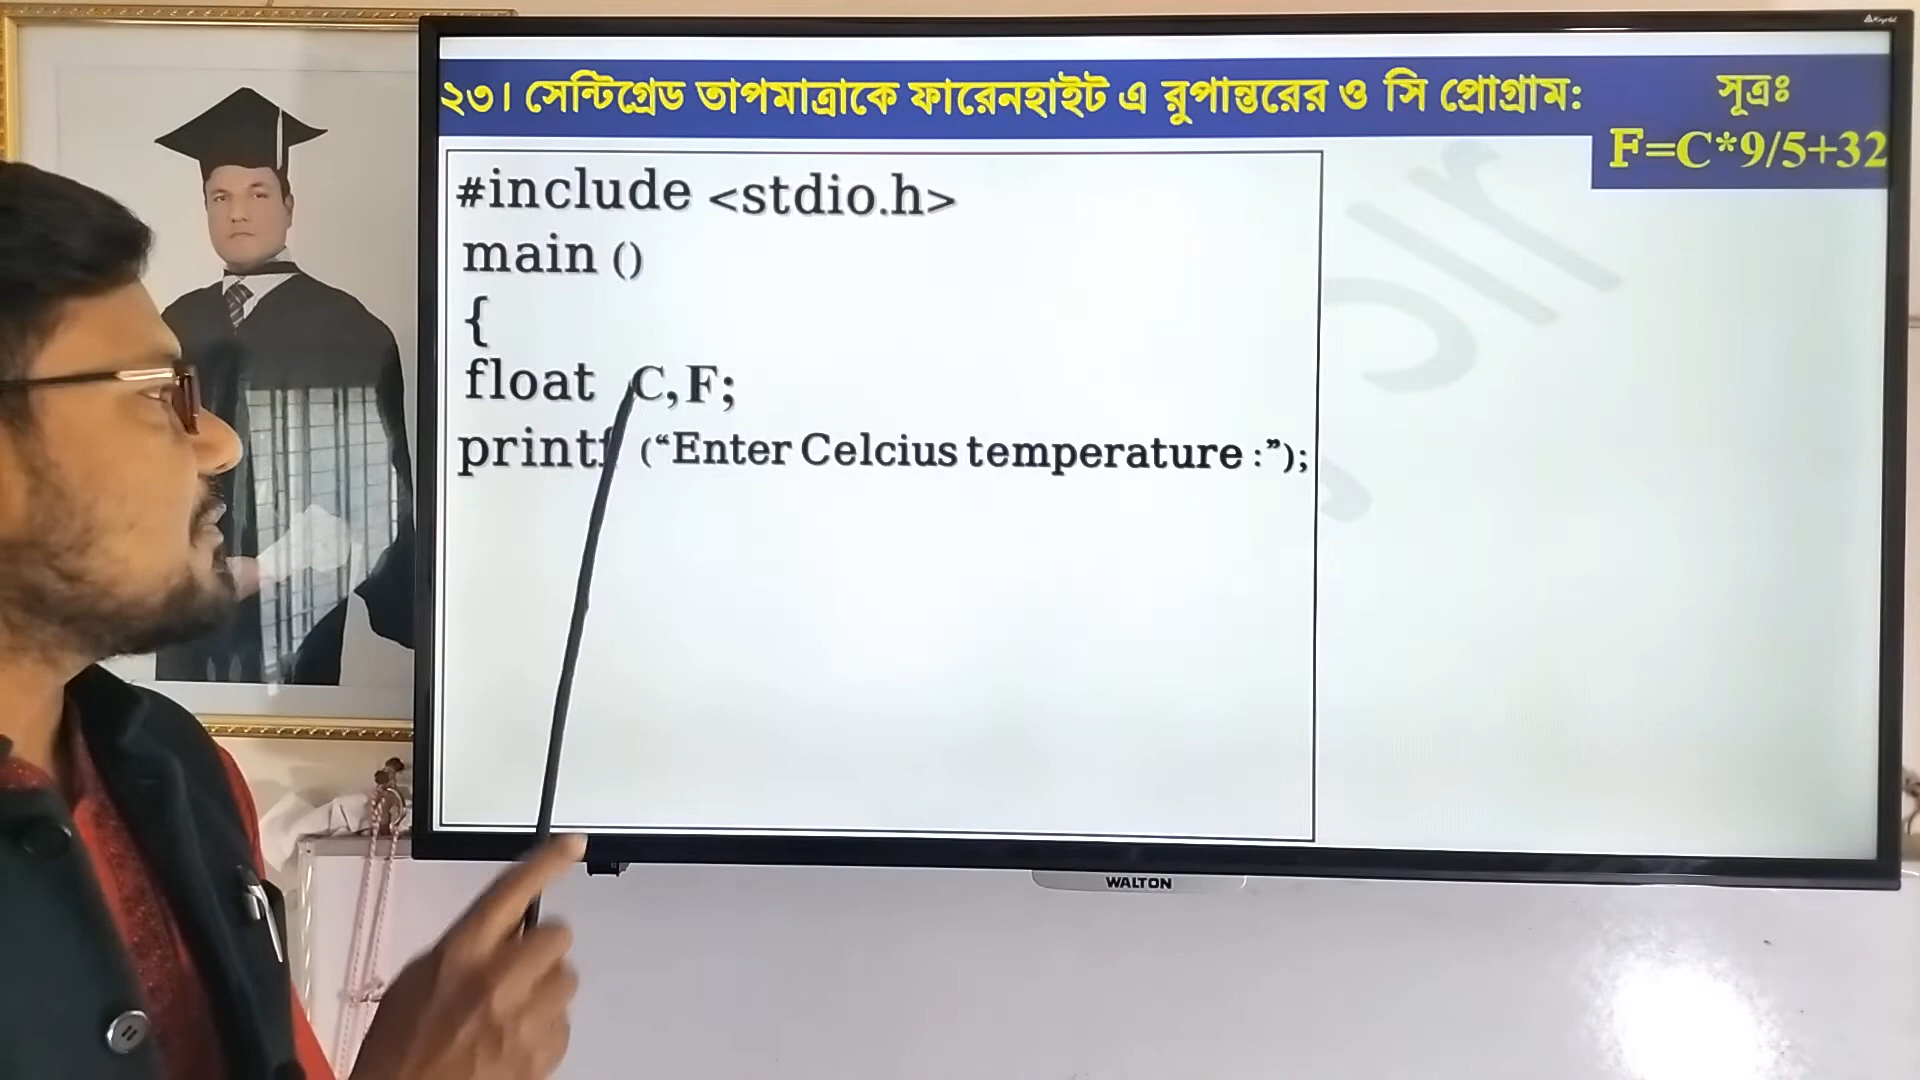 ২৩। সেন্টিগ্রেড তাপমাত্রাকে ফারেনহাইট এ রুপান্তরের ও সি প্রোগ্রাম:
সূত্রঃ
F=C*9/5+32
#include <stdio.h>
main ()
{
float C,F;
printf (“Enter Celcius temperature :”);
WALTON